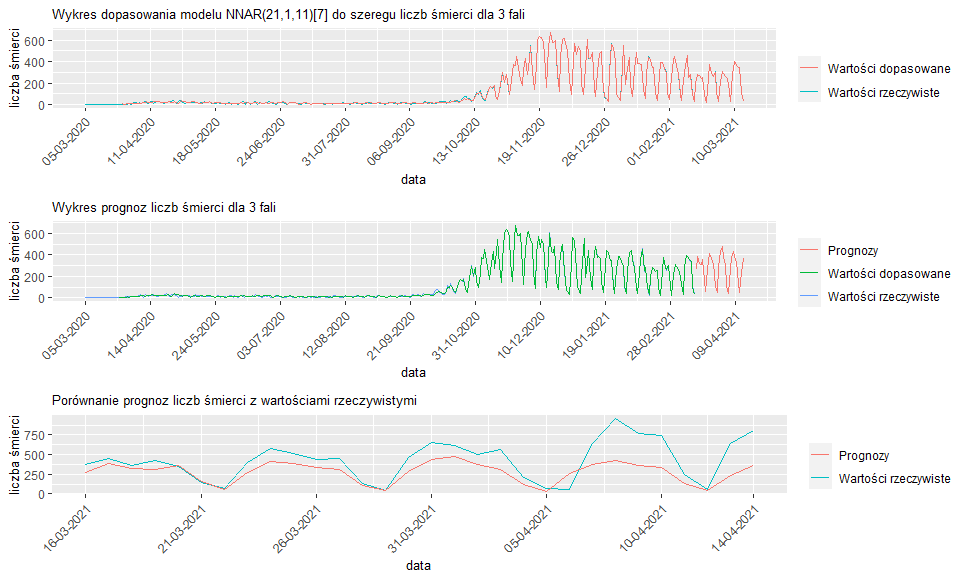 Wykres dopasowania modelu NNAR(21,1,11)[7] do szeregu liczb śmierci dla 3 fali
liczba śmierci
600
400
200
0
05-03-2020
11-04-2020
18-05-2020
24-06-2020
31-07-2020
06-09-2020
13-10-2020
19-11-2020
26-12-2020
01-02-2021
10-03-2021
data
Wartości dopasowane
Wartości rzeczywiste
Wykres prognoz liczb śmierci dla 3 fali
liczba śmierci
600
400
200
0
05-03-2020
14-04-2020
24-05-2020
03-07-2020
12-08-2020
21-09-2020
31-10-2020
10-12-2020
19-01-2021
28-02-2021
09-04-2021
data
Prognozy
Wartości dopasowane
Wartości rzeczywiste
Porównanie prognoz liczb śmierci z wartościami rzeczywistymi
liczba śmierci
750
500
250
0
16-03-2021
21-03-2021
26-03-2021
31-03-2021
05-04-2021
10-04-2021
14-04-2021
data
Prognozy
Wartości rzeczywiste